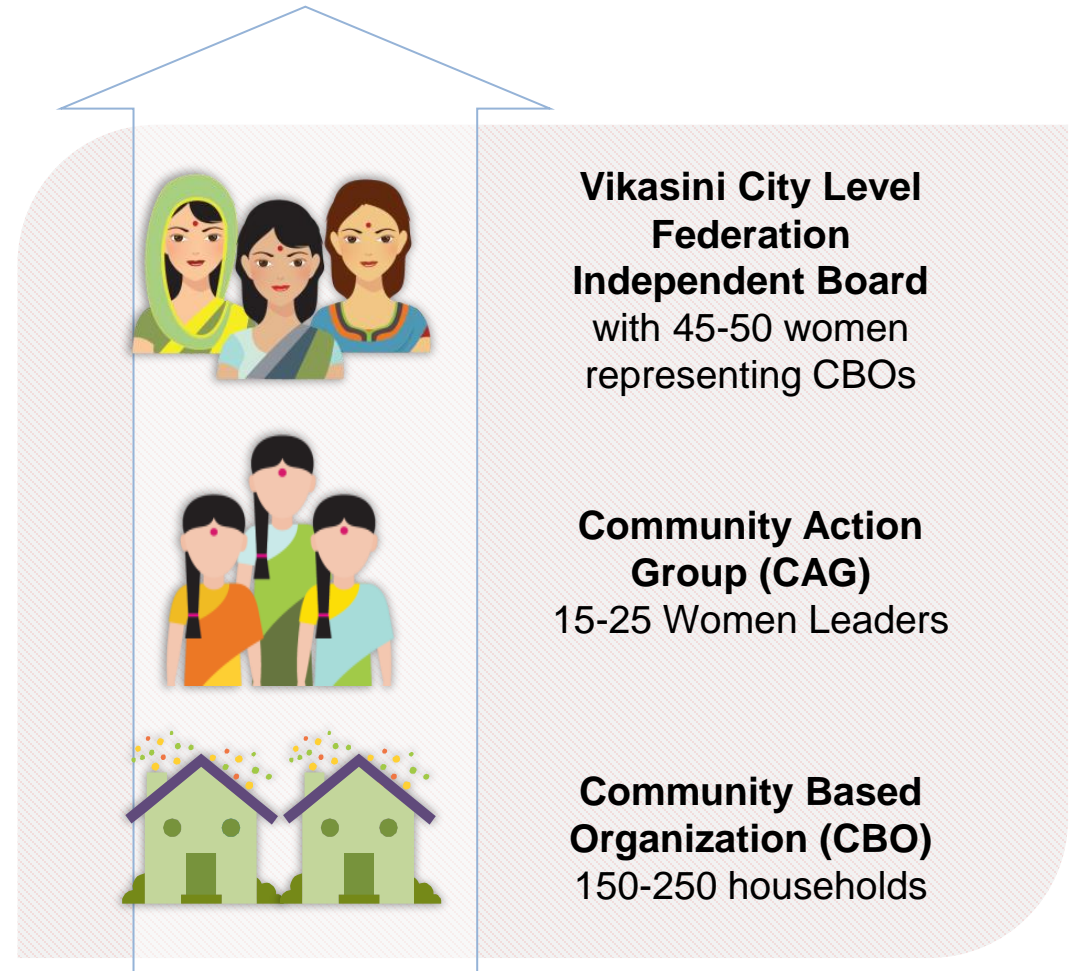 Vikasini City Level
Federation
Independent Board
with 45-50 women
representing CBOs
Community Action
Group (CAG)
15-25 Women Leaders
Community Based
Organization (CBO)
150-250 households